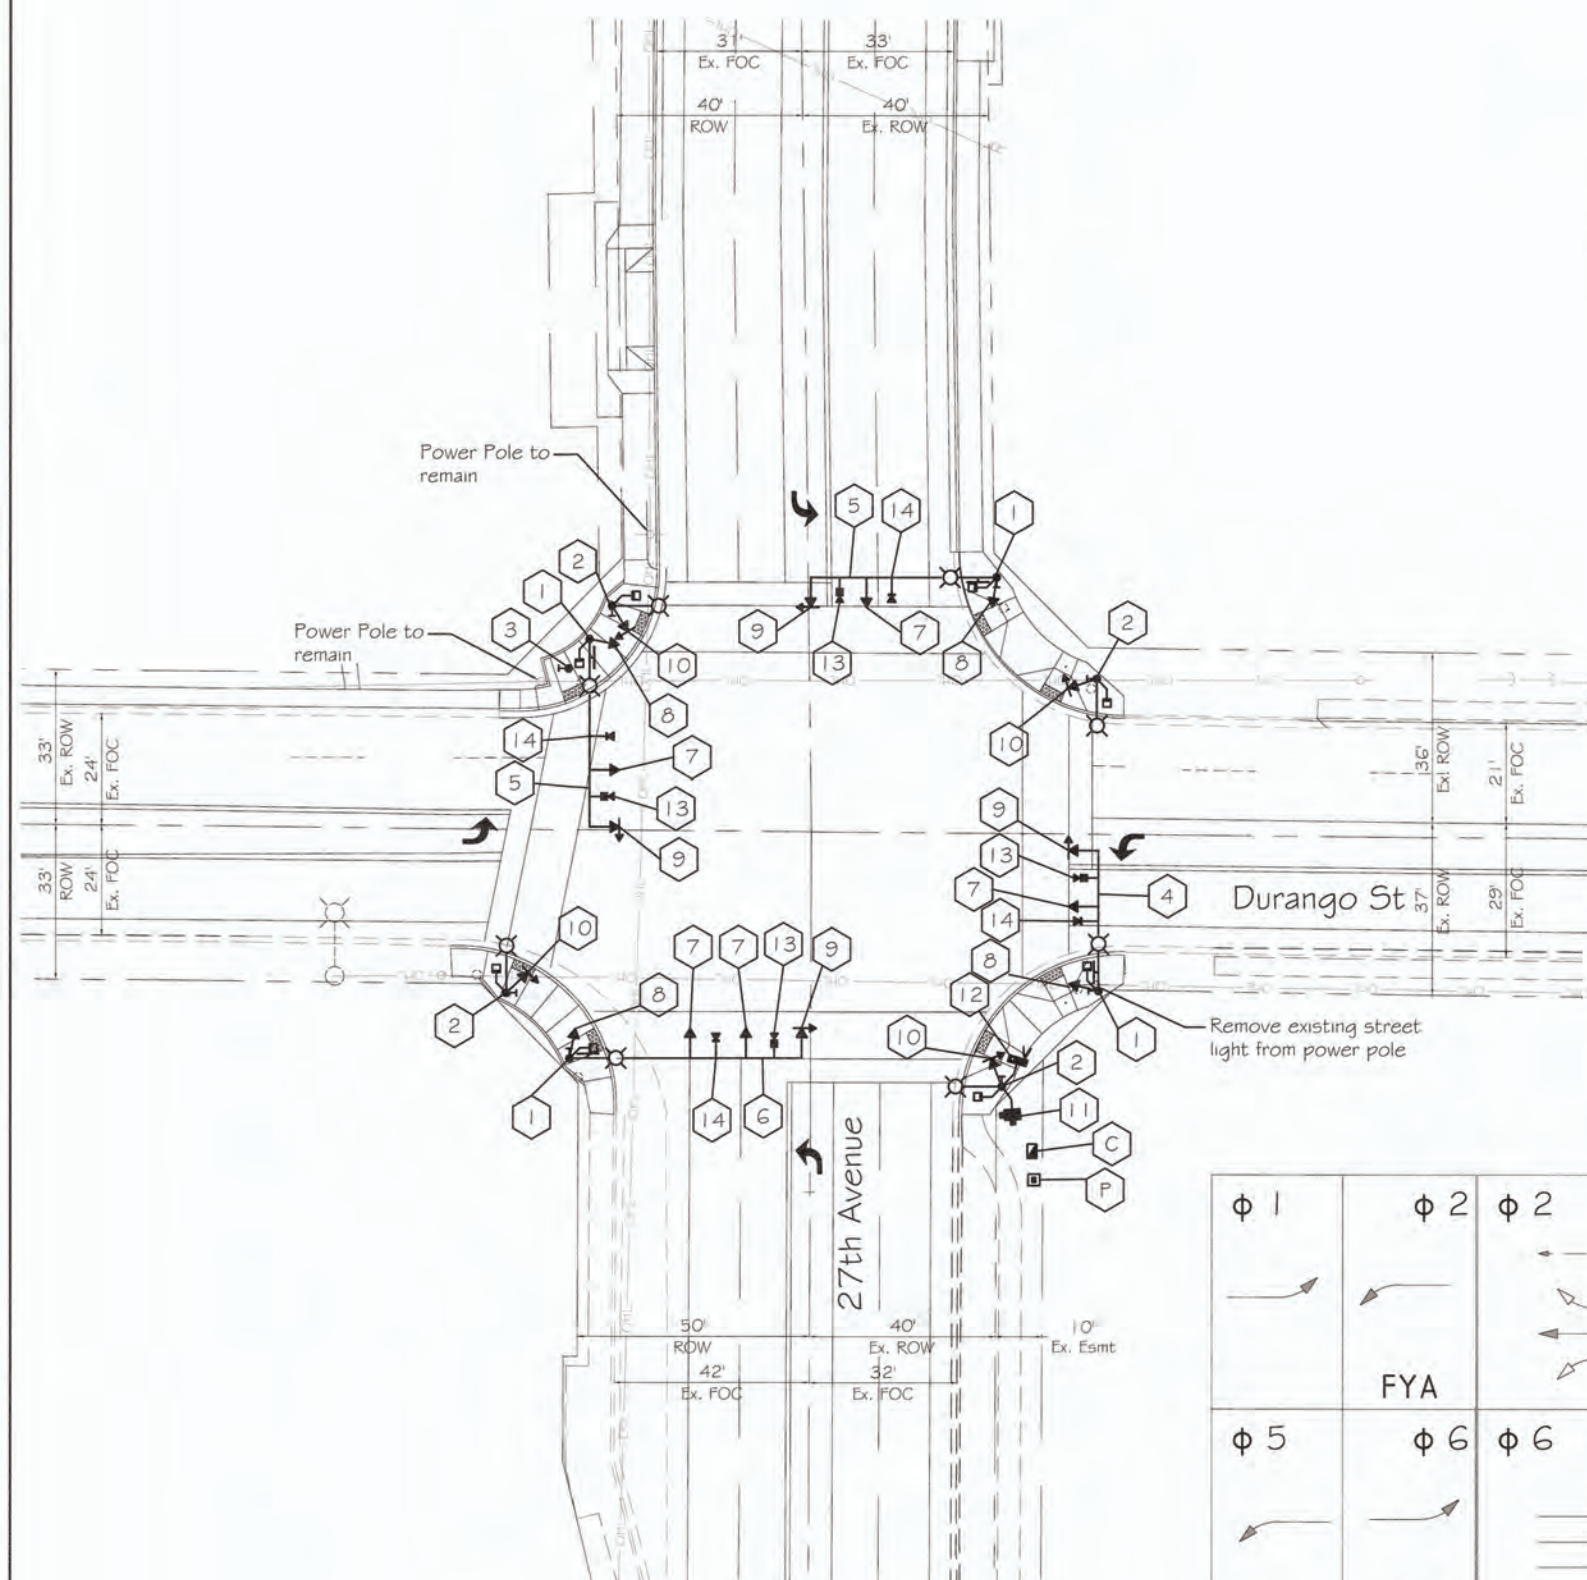 31' 33'
Ex. FOC Ex. FOC
40' 40'
ROW Ex. ROW
Power Pole to
remain
5 14 1
2
1
Power Pole to
remain
3
9 13 7
8
2
10
8
10
14
7
5
13
9
33'
Ex. ROW
24'
Ex. FOC
33'
ROW
24'
Ex. FOC
36'
Ex. ROW
21'
Ex. FOC
9
13
7
14
4
Durango St
37'
Ex. ROW
29'
Ex. FOC
10
7 7 13 9
8
12
2
8
10
1
Remove existing street
light from power pole
2
1
14 6
11
C
P
27th Avenue
50' 40' 10'
ROW Ex. ROW Ex. Esmt
42' 32'
Ex. FOC Ex. FOC
ϕ 1 ϕ 2 ϕ 2
FYA
ϕ 5 ϕ 6 ϕ 6